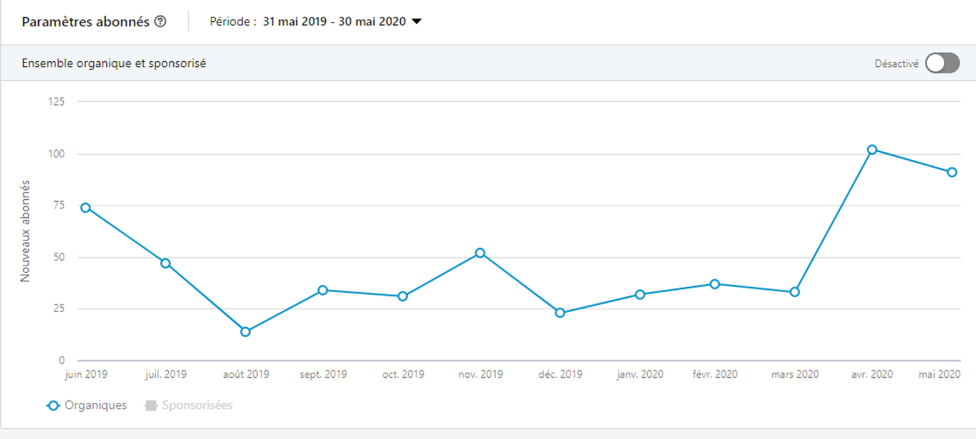 Paramètres abonnés ? Période : 31 mai 2019 - 30 mai 2020
Ensemble organique et sponsorisé Désactivé
125
100
75
50
25
0
Nouveaux abonnés
juin 2019 juil. 2019 août 2019 sept. 2019 oct. 2019 nov. 2019 déc. 2019 janv. 2020 févr. 2020 mars 2020 avr. 2020 mai 2020
Organiques Sponsorisées